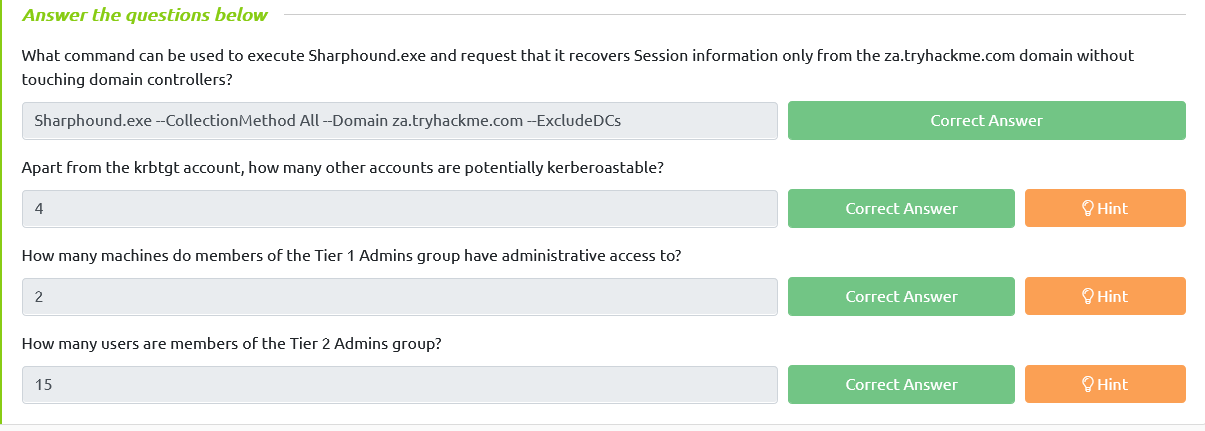 Answer the questions below
What command can be used to execute Sharphound.exe and request that it recovers Session information only from the za.tryhackme.com domain without
touching domain controllers?
Sharphound.exe --CollectionMethod All --Domain za.tryhackme.com --ExcludeDCs
Correct Answer
Apart from the krbtgt account, how many other accounts are potentially kerberoastable?
4
Correct Answer
Hint
How many machines do members of the Tier 1 Admins group have administrative access to?
2
Correct Answer
Hint
How many users are members of the Tier 2 Admins group?
15
Correct Answer
Hint